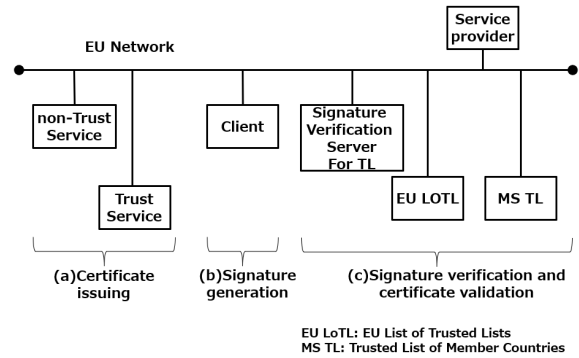 Service
provider
EU Network
non-Trust
Service
Client
Signature
Verification
Server
For TL
Trust
Service
EU LOTL
MS TL
(a)Certificate
issuing
(b)Signature
generation
(c)Signature verification and
certificate validation
EU LoTL: EU List of Trusted Lists
MS TL: Trusted List of Member Countries